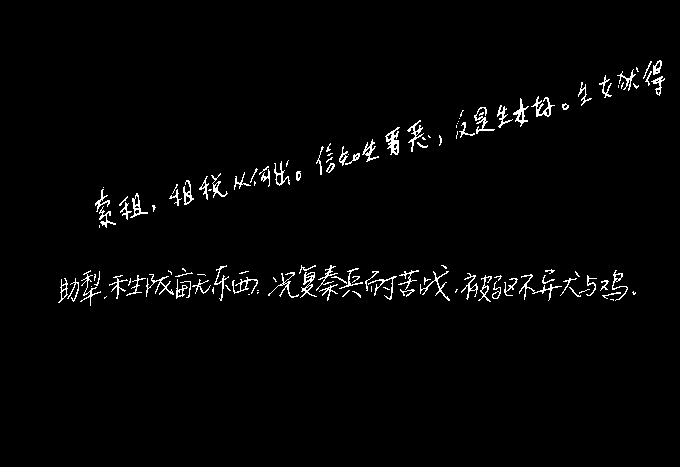 索租，租税从何出。信知生男恶，反是生女好。生女犹得
助犁，禾生陇亩无东西。况复秦兵耐苦战，被驱不异犬与鸡。